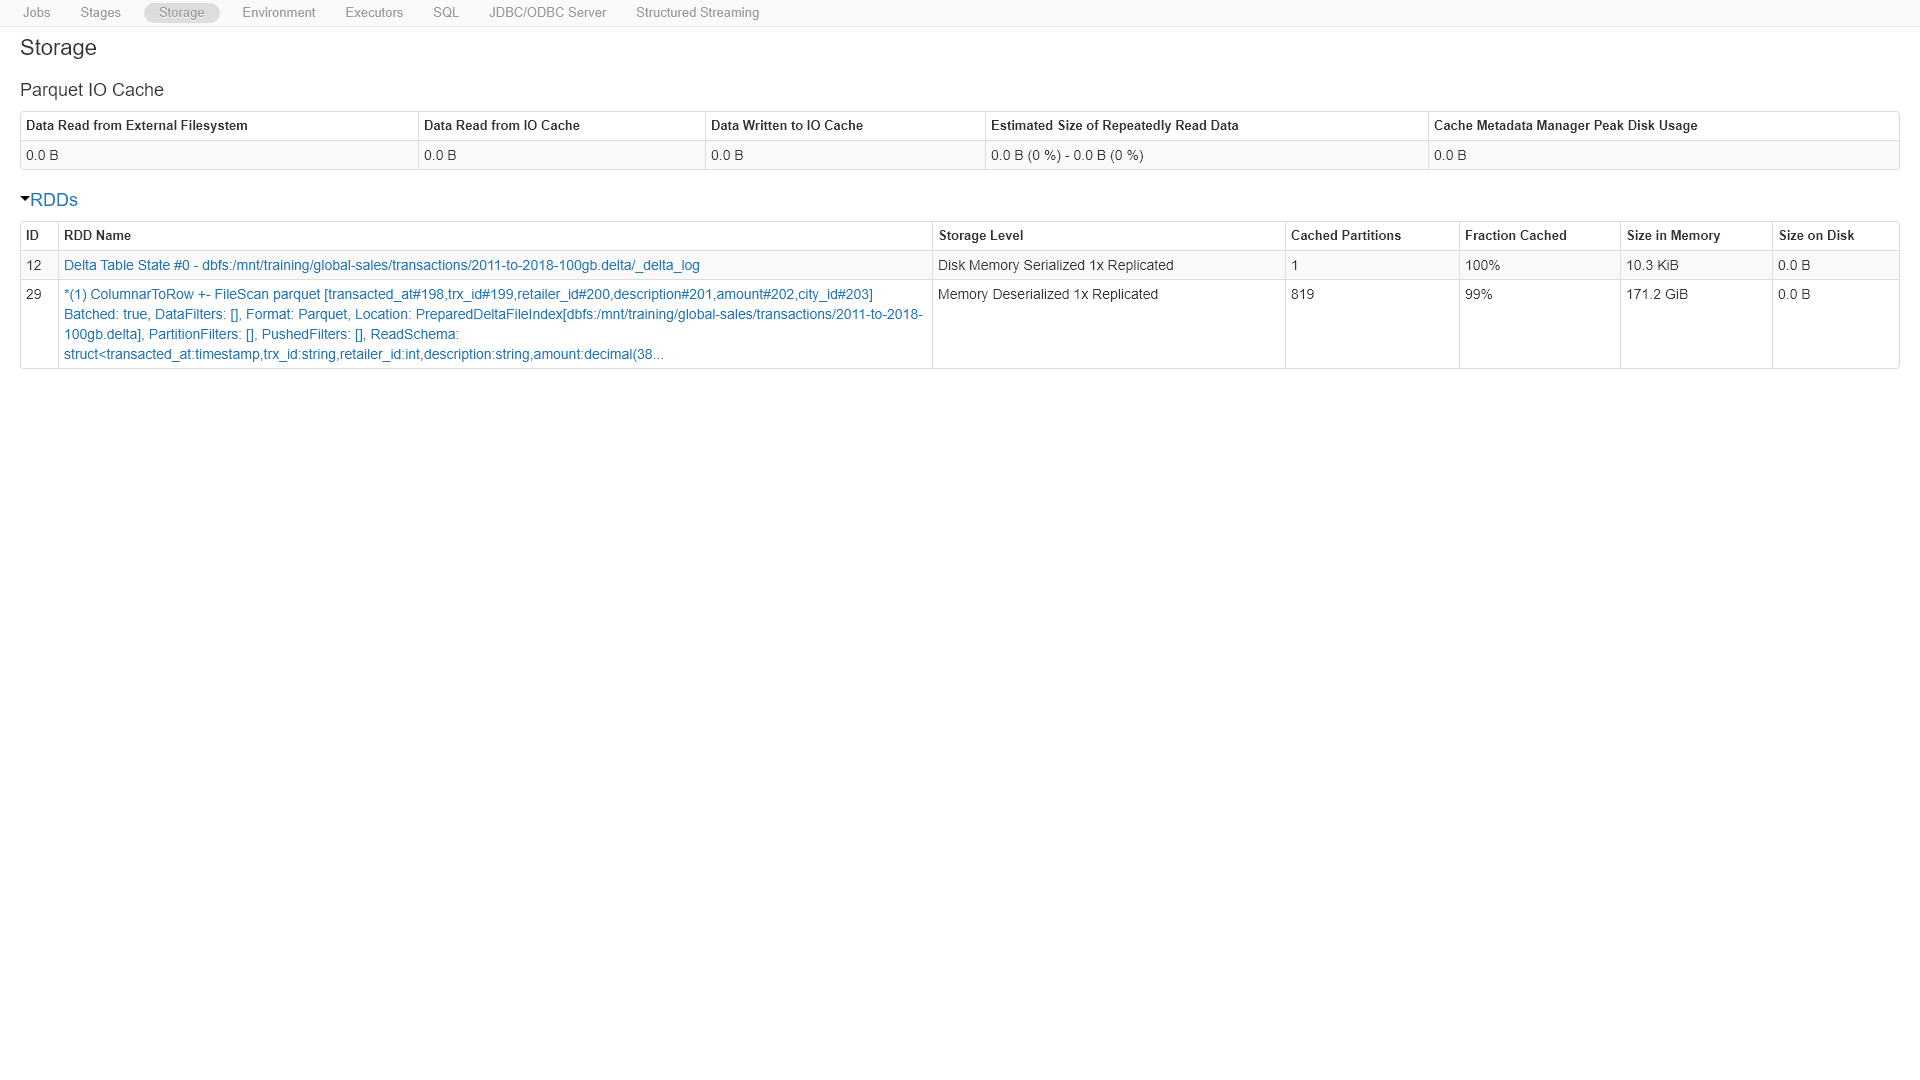 Jobs Stages Storage Environment Executors SQL JDBC/ODBC Server Structured Streaming
Storage
Parquet IO Cache
Data Read from External Filesystem Data Read from IO Cache Data Written to IO Cache Estimated Size of Repeatedly Read Data Cache Metadata Manager Peak Disk Usage
0.0 B 0.0 B 0.0 B 0.0 B (0 %) - 0.0 B (0 %) 0.0 B
RDDs
ID RDD Name Storage Level Cached Partitions Fraction Cached Size in Memory Size on Disk
12 Delta Table State #0 - dbfs:/mnt/training/global-sales/transactions/2011-to-2018-100gb.delta/_delta_log Disk Memory Serialized 1x Replicated 1 100% 10.3 KiB 0.0 B
29 *(1) ColumnarToRow +- FileScan parquet [transacted_at#198,trx_id#199,retailer_id#200,description#201,amount#202,city_id#203] Memory Deserialized 1x Replicated 819 99% 171.2 GiB 0.0 B
Batched: true, DataFilters: [], Format: Parquet, Location: PreparedDeltaFileIndex[dbfs:/mnt/training/global-sales/transactions/2011-to-2018-
100gb.delta], PartitionFilters: [], PushedFilters: [], ReadSchema:
struct<transacted_at:timestamp,trx_id:string,retailer_id:int,description:string,amount:decimal(38...